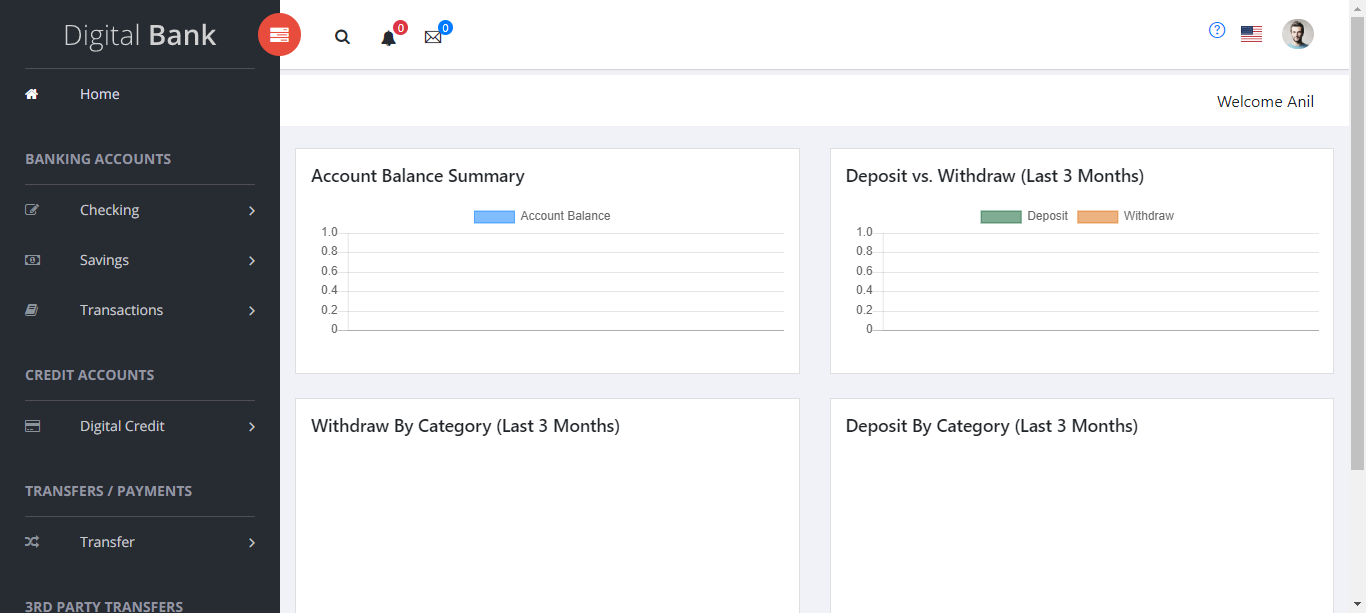 Digital Bank
0
0
Welcome Anil
Home
BANKING ACCOUNTS
Checking
Savings
Transactions
CREDIT ACCOUNTS
Digital Credit
TRANSFERS / PAYMENTS
Transfer
3RD PARTY TRANSFERS
Account Balance Summary
Account Balance
1.0
0.8
0.6
0.4
0.2
0
Deposit vs. Withdraw (Last 3 Months)
Deposit Withdraw
1.0
0.8
0.6
0.4
0.2
0
Withdraw By Category (Last 3 Months)
Deposit By Category (Last 3 Months)